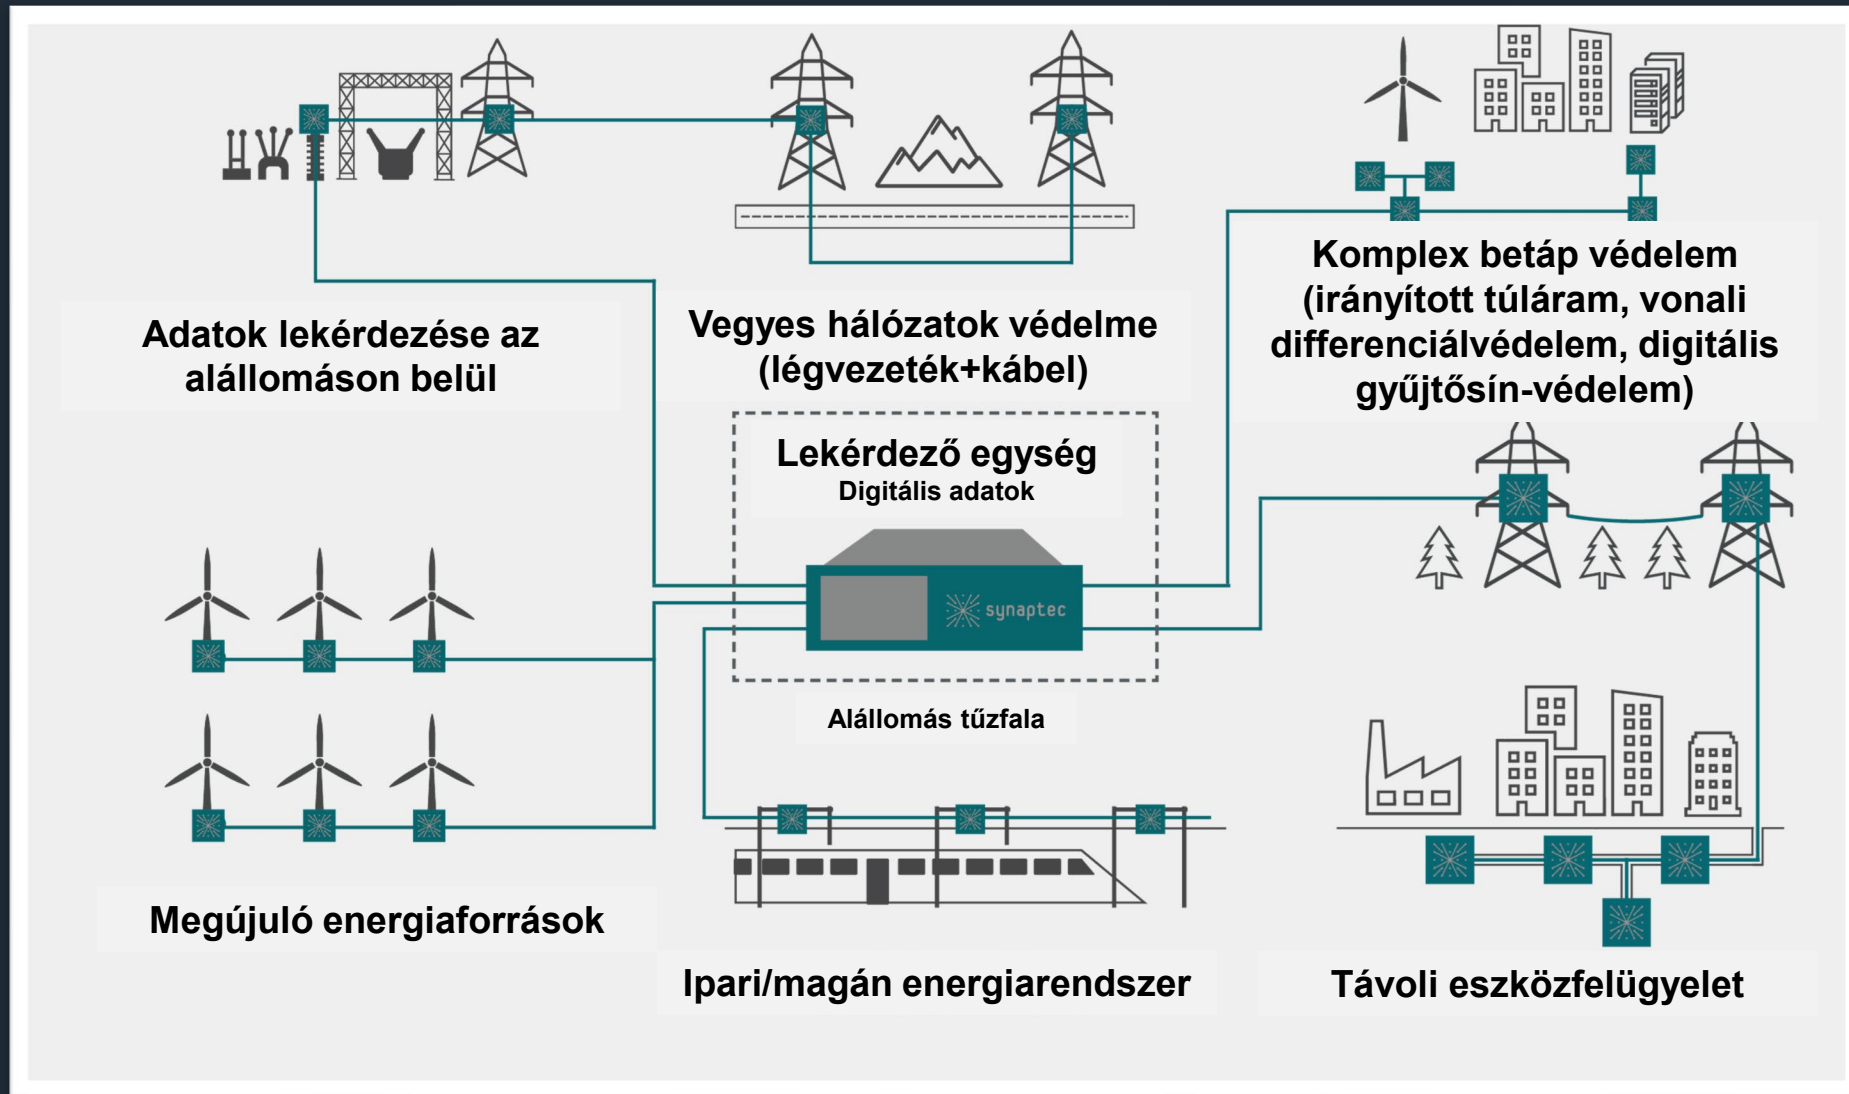 Komplex betáp védelem
(irányított túláram, vonali
differenciálvédelem, digitális
gyűjtősín-védelem)
Adatok lekérdezése az
alállomáson belül
Vegyes hálózatok védelme
(légvezeték+kábel)
Lekérdező egység
Digitális adatok
synaptec
Alállomás tűzfala
Megújuló energiaforrások
Ipari/magán energiarendszer
Távoli eszközfelügyelet